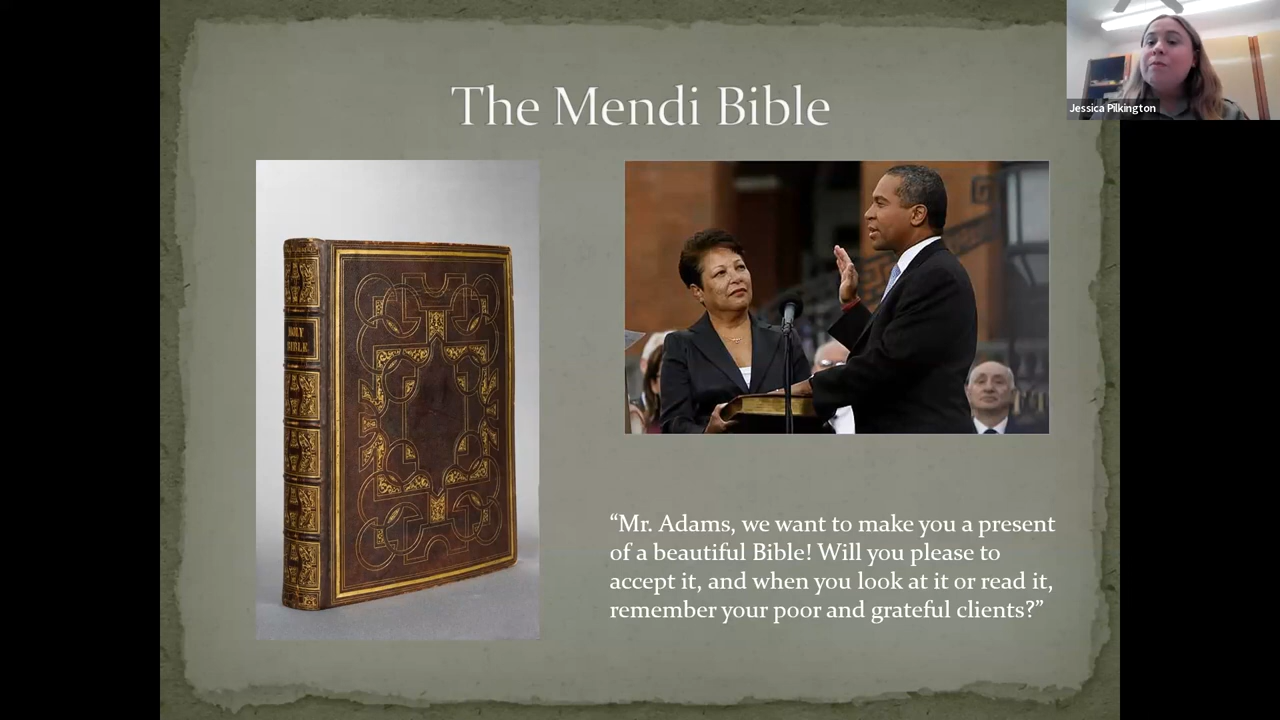 The Mendi Bible
Jessica Pilkington
HOLY
BIBLE
“Mr. Adams, we want to make you a present
of a beautiful Bible! Will you please to
accept it, and when you look at it or read it,
remember your poor and grateful clients?”